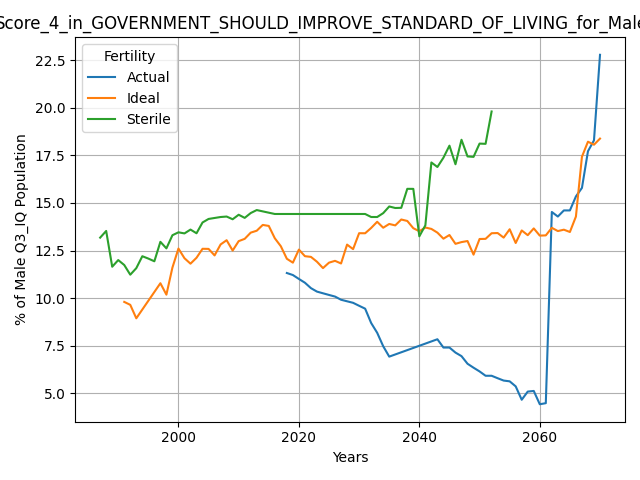 Score_4_in_GOVERNMENT_SHOULD_IMPROVE_STANDARD_OF_LIVING_for_Male
Fertility
Actual
Ideal
Sterile
22.5
20.0
17.5
15.0
12.5
10.0
7.5
5.0
% of Male Q3_IQ Population
2000
2020
2040
2060
Years